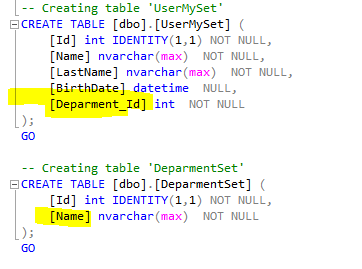 -- Creating table 'UserMySet'
CREATE TABLE [dbo].[UserMySet] (
[Id] int IDENTITY(1,1) NOT NULL,
[Name] nvarchar(max)  NOT NULL,
[LastName] nvarchar(max)  NOT NULL,
[BirthDate] datetime  NULL,
[Deparment_Id] int  NOT NULL
);
GO
-- Creating table 'DeparmentSet'
CREATE TABLE [dbo].[DeparmentSet] (
[Id] int IDENTITY(1,1) NOT NULL,
[Name] nvarchar(max)  NOT NULL
);
GO